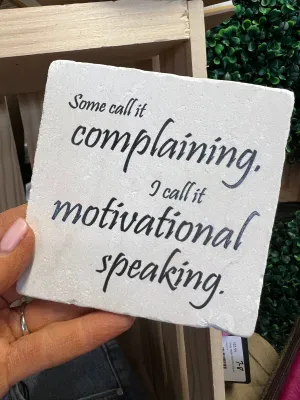 Some call it
complaining.
I call it
motivational
speaking.